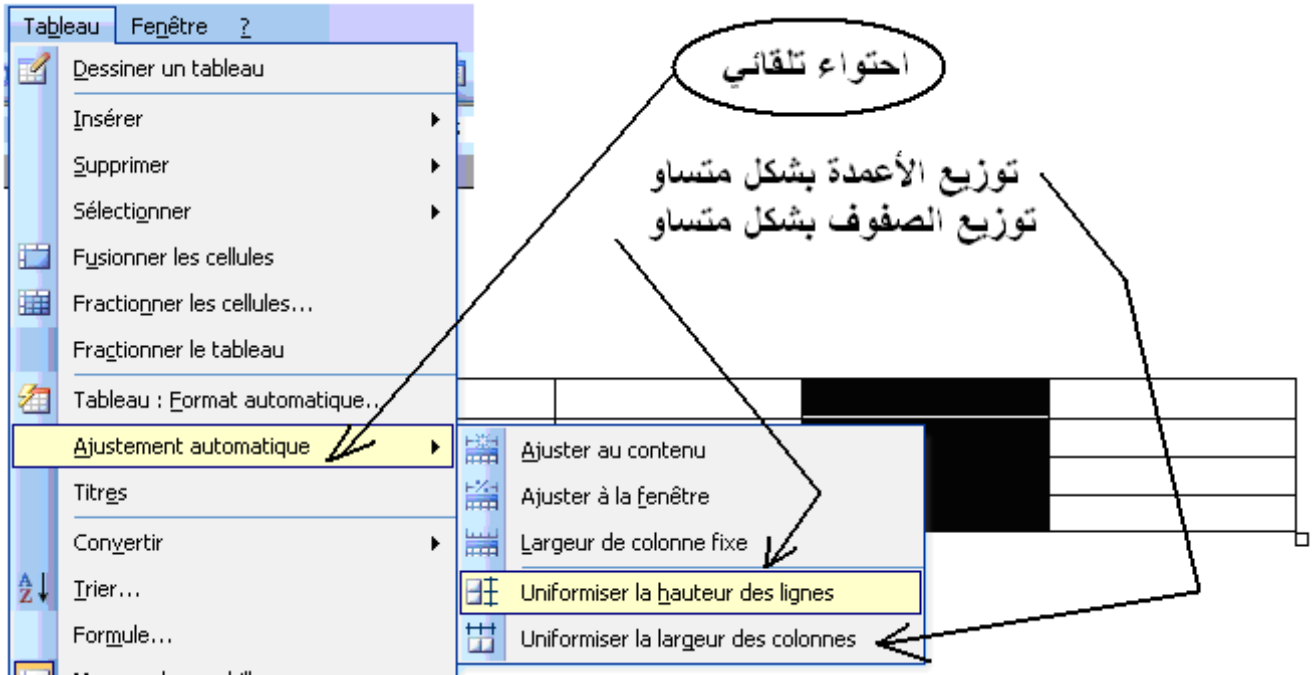 Tableau Fenêtre ?
Dessiner un tableau
Insérer
Supprimer
Sélectionner
Fusionner les cellules
Fractionner les cellules...
Fractionner le tableau
Tableau : Format automatique...
Ajustement automatique
Titres
Convertir
Trier...
Formule...
احتواء تلقائي
توزيع الأعمدة بشكل متساو
توزيع الصفوف بشكل متساو
Ajuster au contenu
Ajuster à la fenêtre
Largeur de colonne fixe
Uniformiser la hauteur des lignes
Uniformiser la largeur des colonnes